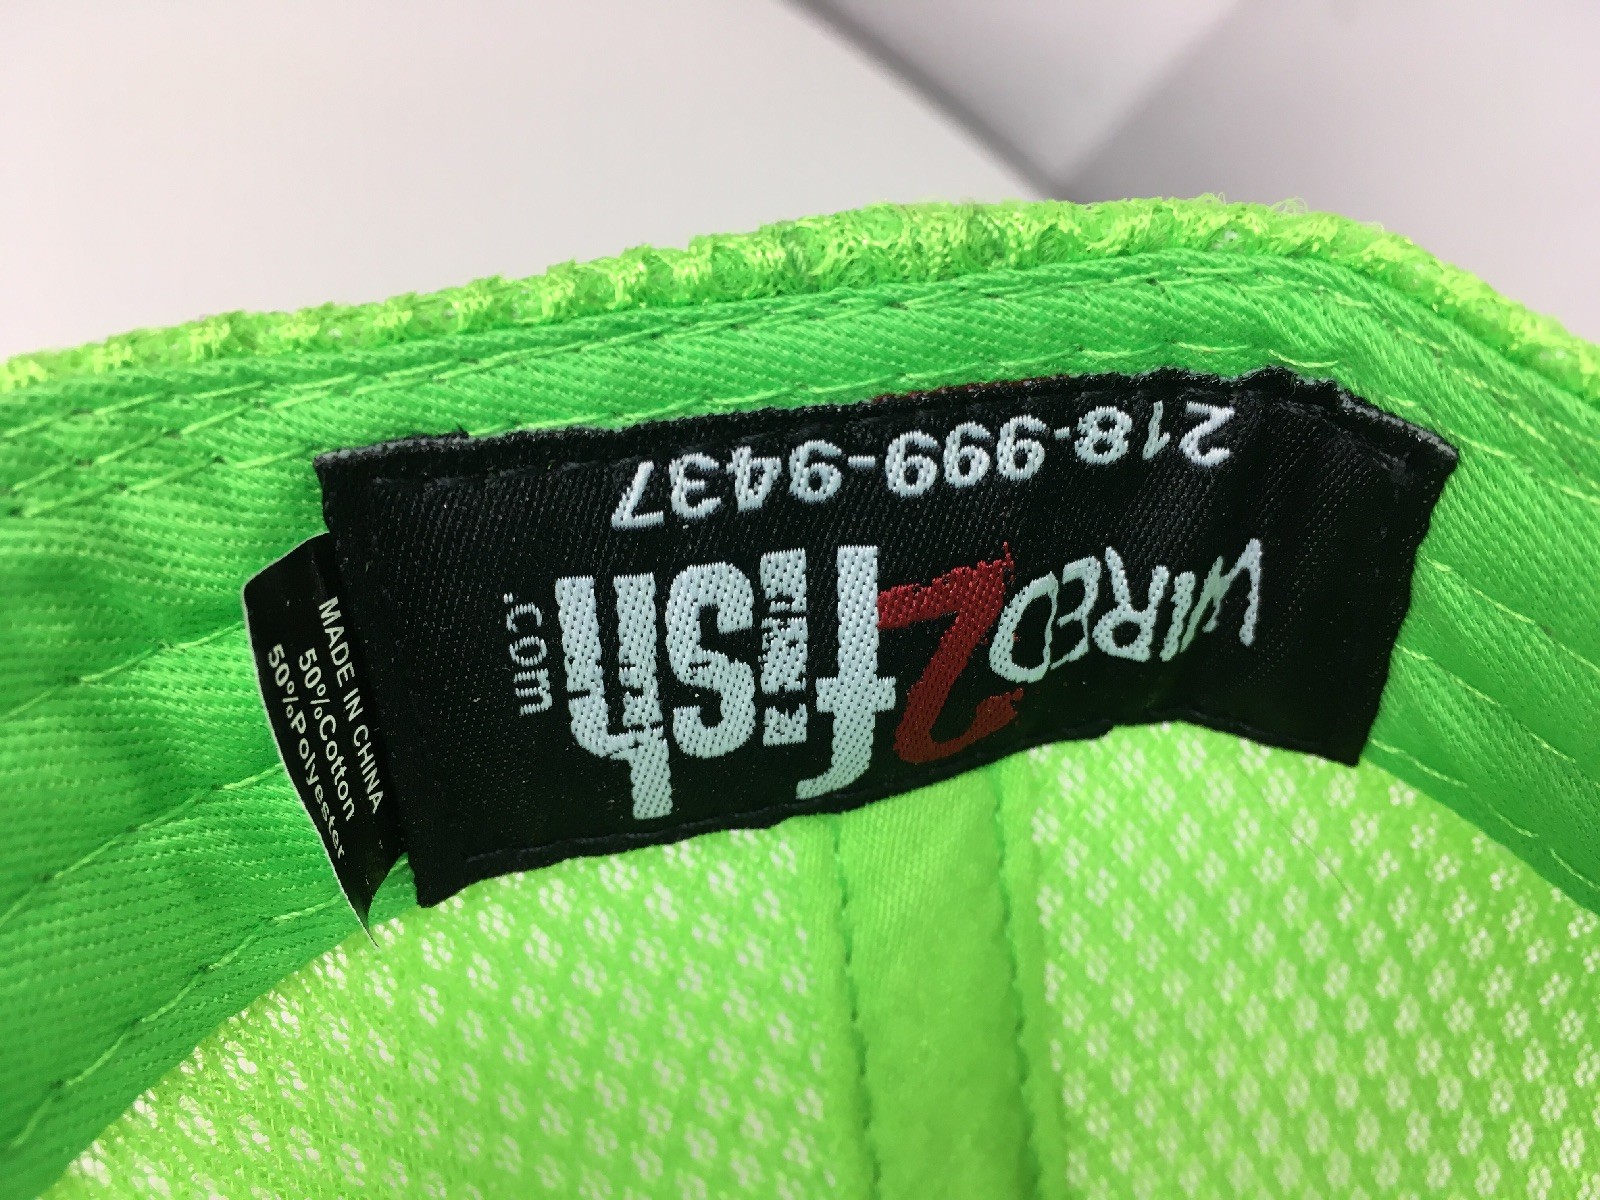 WIRED2fish
.com
218-999-9437
MADE IN CHINA
50%Cotton
50%Polyester